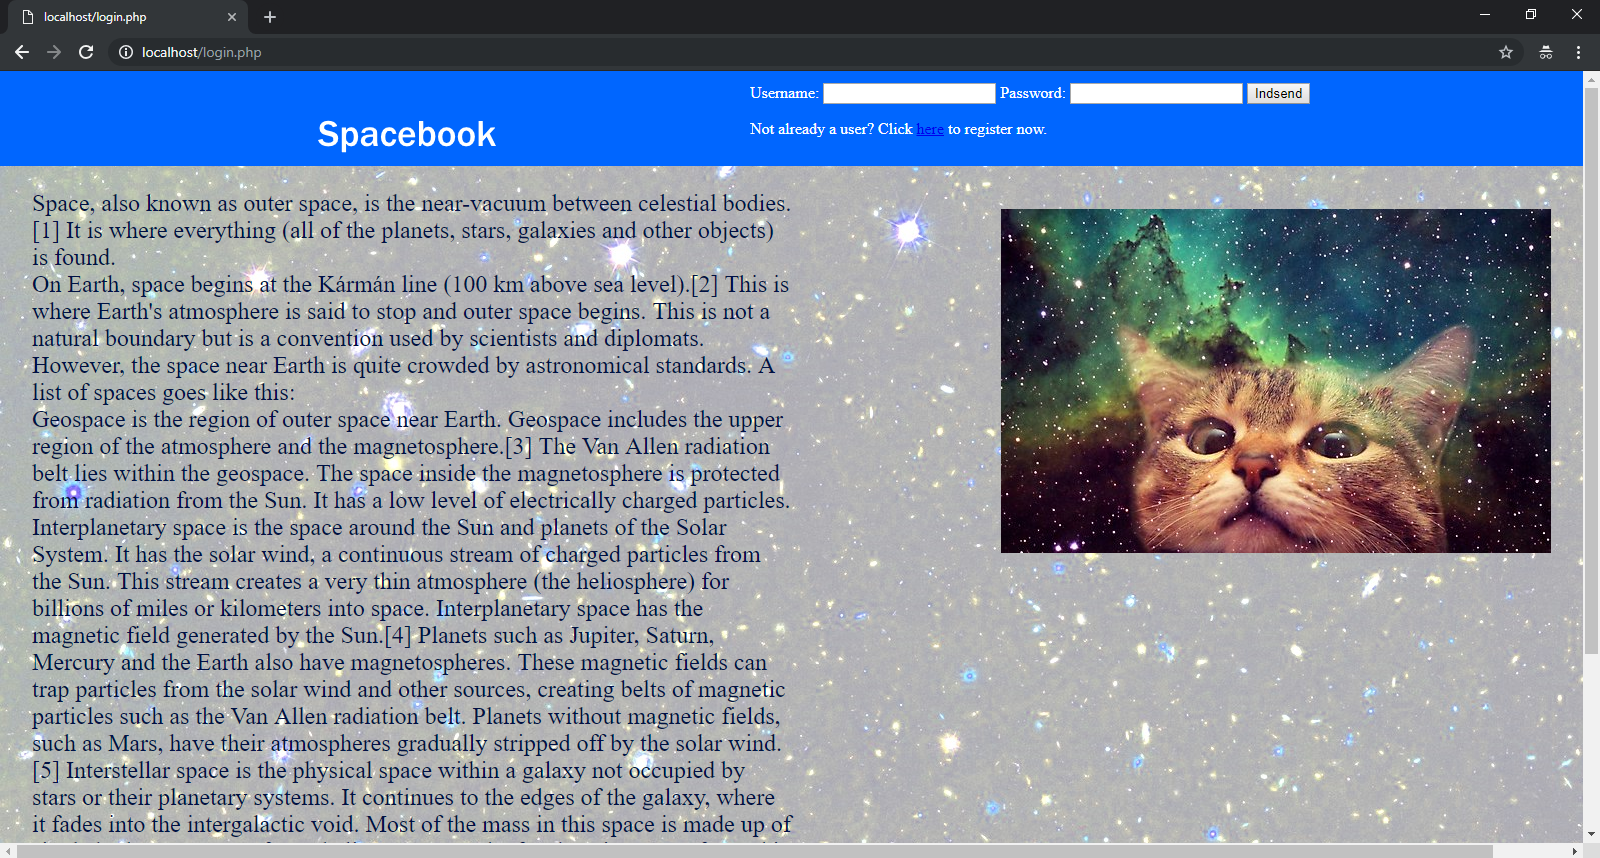 localhost/login.php
localhost/login.php
Username: Password: Indsend
Spacebook
Not already a user? Click here to register now.
Space, also known as outer space, is the near-vacuum between celestial bodies.
[1] It is where everything (all of the planets, stars, galaxies and other objects)
is found.
On Earth, space begins at the Kármán line (100 km above sea level).[2] This is
where Earth's atmosphere is said to stop and outer space begins. This is not a
natural boundary but is a convention used by scientists and diplomats.
However, the space near Earth is quite crowded by astronomical standards. A
list of spaces goes like this:
Geospace is the region of outer space near Earth. Geospace includes the upper
region of the atmosphere and the magnetosphere.[3] The Van Allen radiation
belt lies within the geospace. The space inside the magnetosphere is protected
from radiation from the Sun. It has a low level of electrically charged particles.
Interplanetary space is the space around the Sun and planets of the Solar
System. It has the solar wind, a continuous stream of charged particles from
the Sun. This stream creates a very thin atmosphere (the heliosphere) for
billions of miles or kilometers into space. Interplanetary space has the
magnetic field generated by the Sun.[4] Planets such as Jupiter, Saturn,
Mercury and the Earth also have magnetospheres. These magnetic fields can
trap particles from the solar wind and other sources, creating belts of magnetic
particles such as the Van Allen radiation belt. Planets without magnetic fields,
such as Mars, have their atmospheres gradually stripped off by the solar wind.
[5] Interstellar space is the physical space within a galaxy not occupied by
stars or their planetary systems. It continues to the edges of the galaxy, where
it fades into the intergalactic void. Most of the mass in this space is made up of